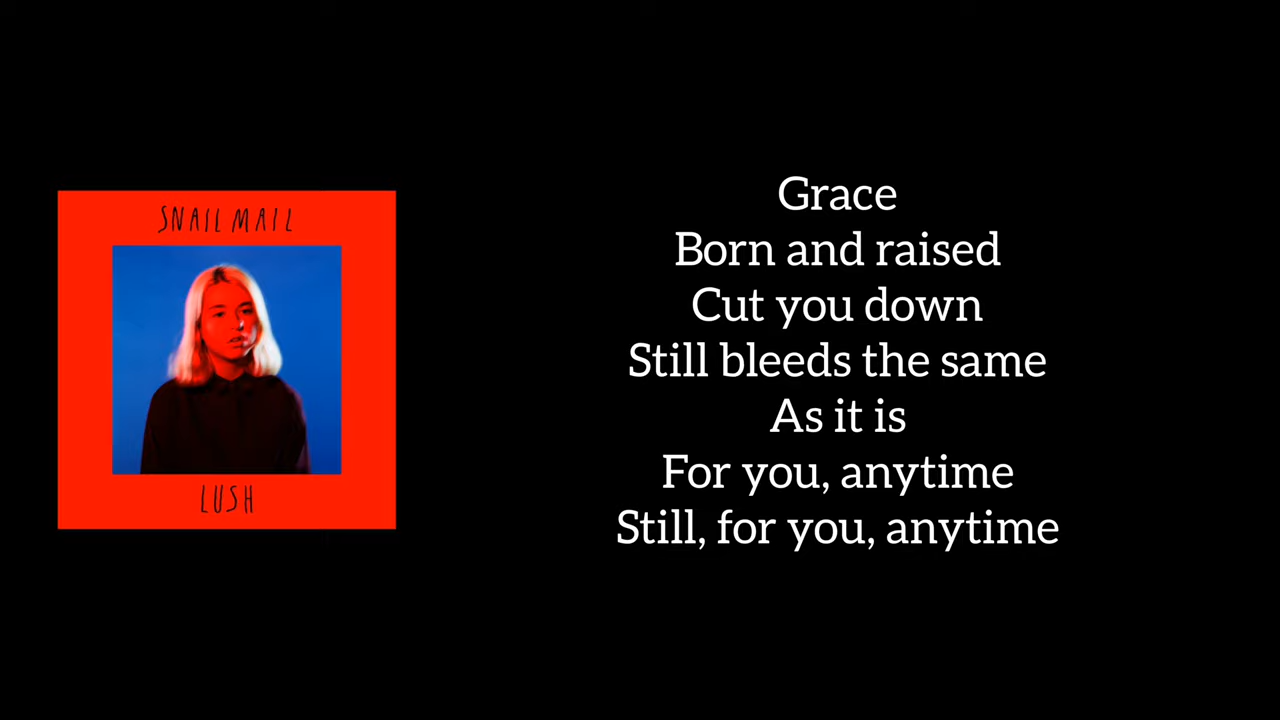 SNAIL MAIL
LUSH
Grace
Born and raised
Cut you down
Still bleeds the same
As it is
For you, anytime
Still, for you, anytime